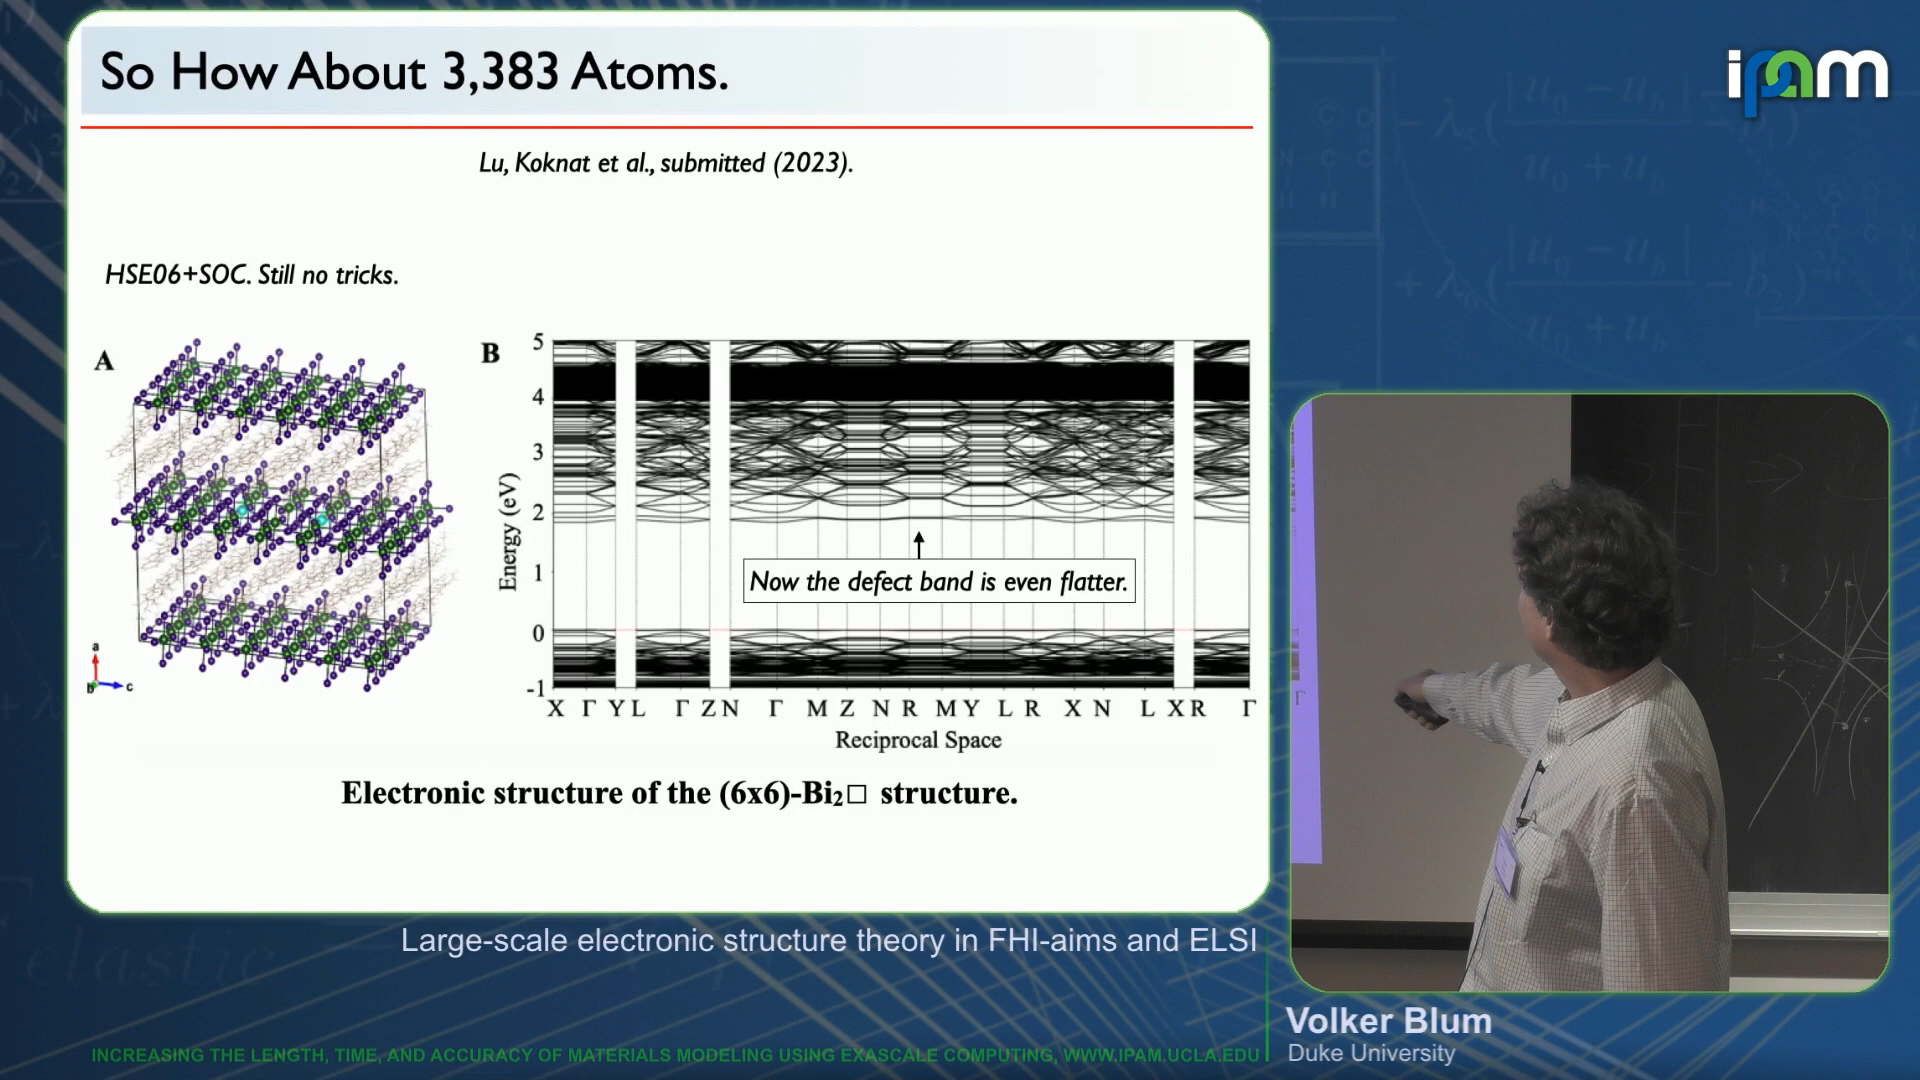 So How About 3,383 Atoms.
ipam
Lu, Koknat et al., submitted (2023).
HSE06+SOC. Still no tricks.
A
a
b
c
B
Energy (eV)
5
4
3
2
1
0
-1
Now the defect band is even flatter.
X Γ Y L Γ Z N Γ M Z N R M Y L R X N L X R Γ
Reciprocal Space
Electronic structure of the (6x6)-Bi₂□ structure.
Γ
Large-scale electronic structure theory in FHI-aims and ELSI
Volker Blum
Duke University
INCREASING THE LENGTH, TIME, AND ACCURACY OF MATERIALS MODELING USING EXASCALE COMPUTING, WWW.IPAM.UCLA.EDU